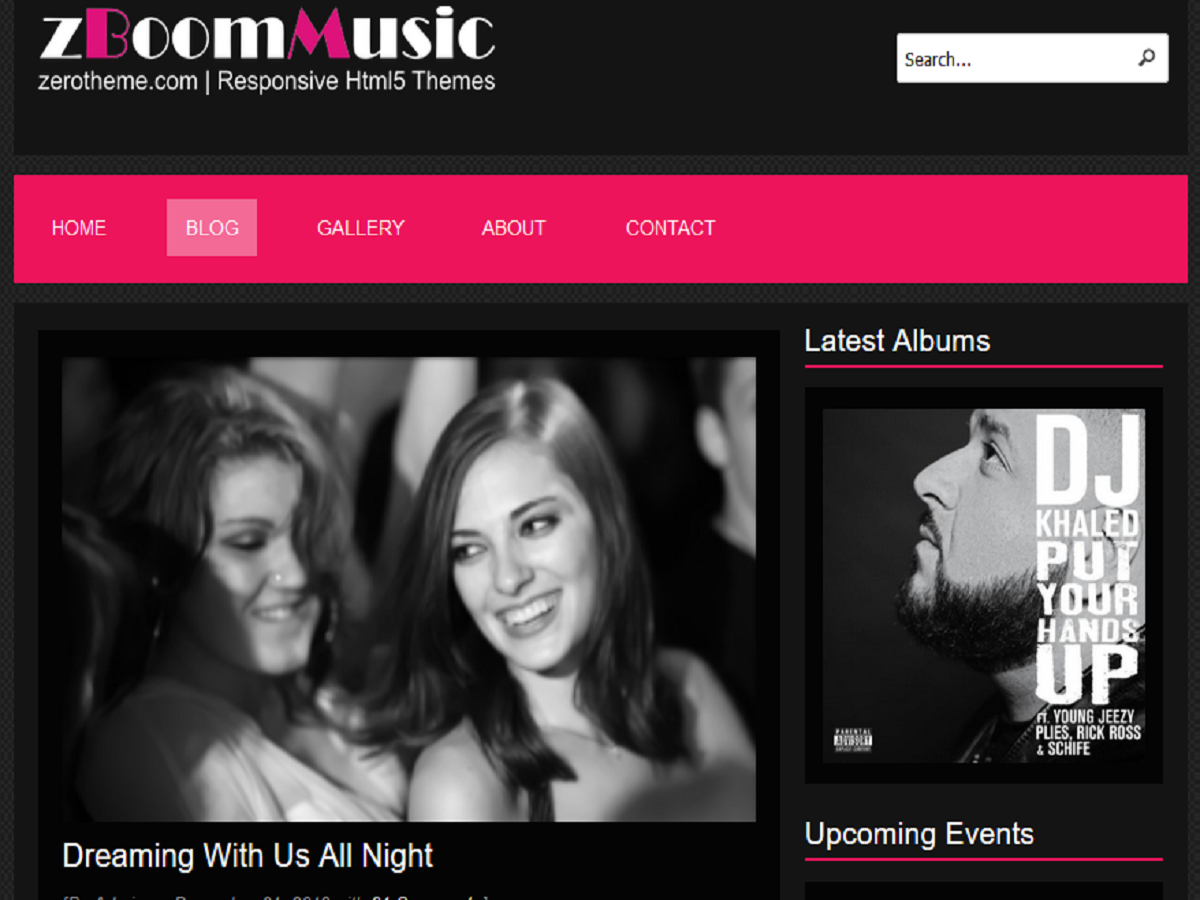 zBoomMusic
zerotheme.com | Responsive Html5 Themes
Search...
HOME
BLOG
GALLERY
ABOUT
CONTACT
Dreaming With Us All Night
Latest Albums
DJ
KHALED
PUT
YOUR
HANDS
UP
FT. YOUNG JEEZY
PLIES, RICK ROSS
& SCHIFE
PARENTAL
ADVISORY
EXPLICIT CONTENT
Upcoming Events